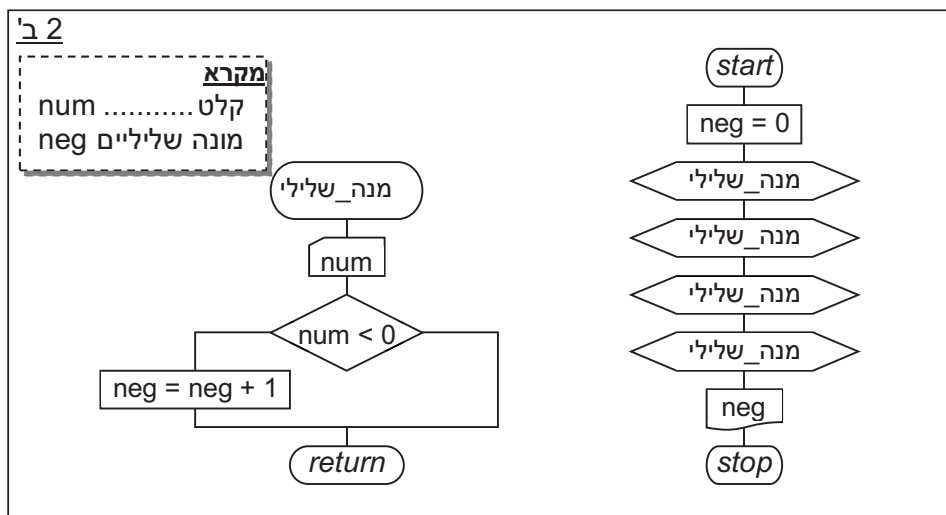 2 ב'
מקרא
קלט........... num
מונה שליליים neg
מנה_שלילי
num
num < 0
neg = neg + 1
return
start
neg = 0
מנה_שלילי
מנה_שלילי
מנה_שלילי
מנה_שלילי
neg
stop